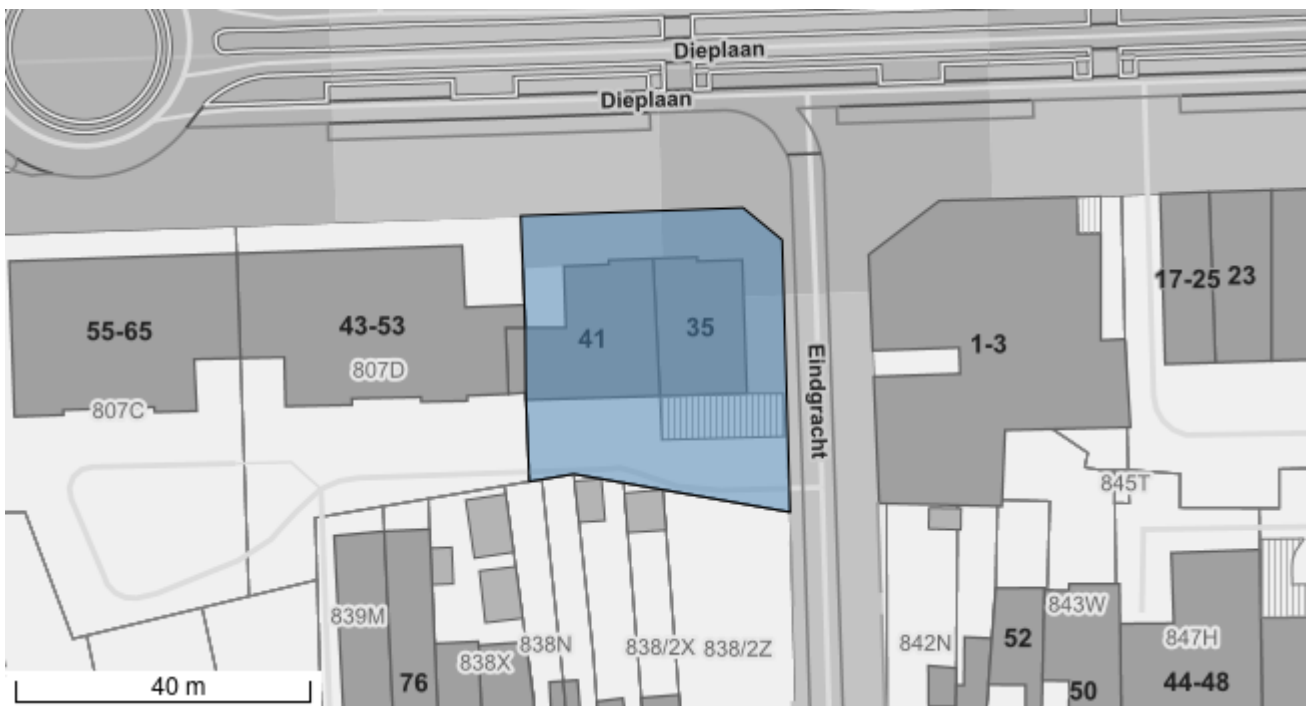 Dieplaan
Dieplaan
17-25
23
55-65
43-53
41
35
1-3
807D
807C
Eindgracht
845T
839M
838N
838X
838/2X
838/2Z
842N
52
843W
847H
76
50
44-48
40 m